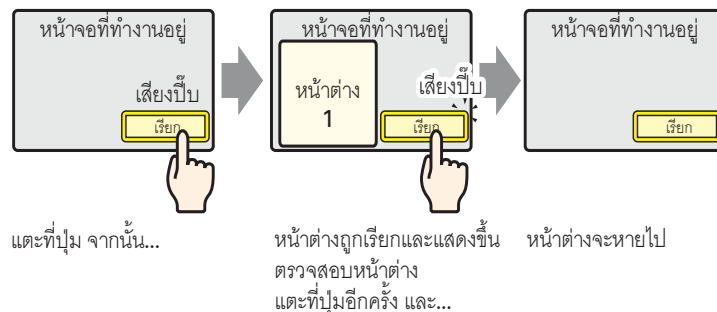 หน้าจอที่ทำงานอยู่
เสียงปี๊บ
เรียก
แตะที่ปุ่ม จากนั้น...
หน้าจอที่ทำงานอยู่
หน้าต่าง
1
เสียงปี๊บ
เรียก
หน้าต่างถูกเรียกและแสดงขึ้น
ตรวจสอบหน้าต่าง
แตะที่ปุ่มอีกครั้ง และ...
หน้าจอที่ทำงานอยู่
เรียก
หน้าต่างจะหายไป